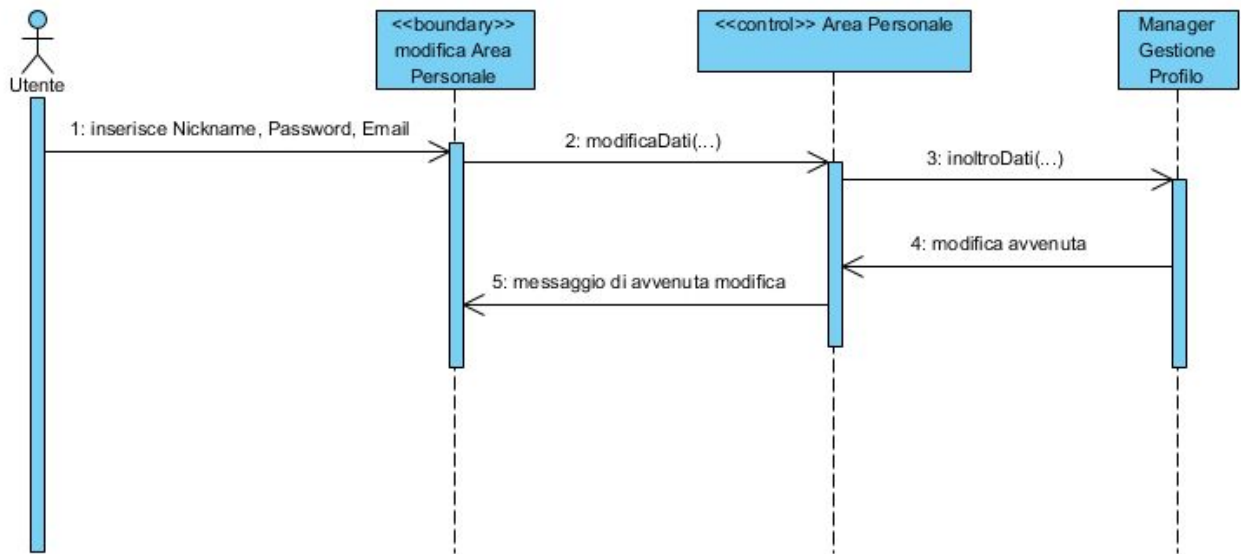 <<boundary>>
modifica Area
Personale
<<control>> Area Personale
Manager
Gestione
Profilo
Utente
1: inserisce Nickname, Password, Email
2: modificaDati(...)
3: inoltroDati(...)
4: modifica avvenuta
5: messaggio di avvenuta modifica